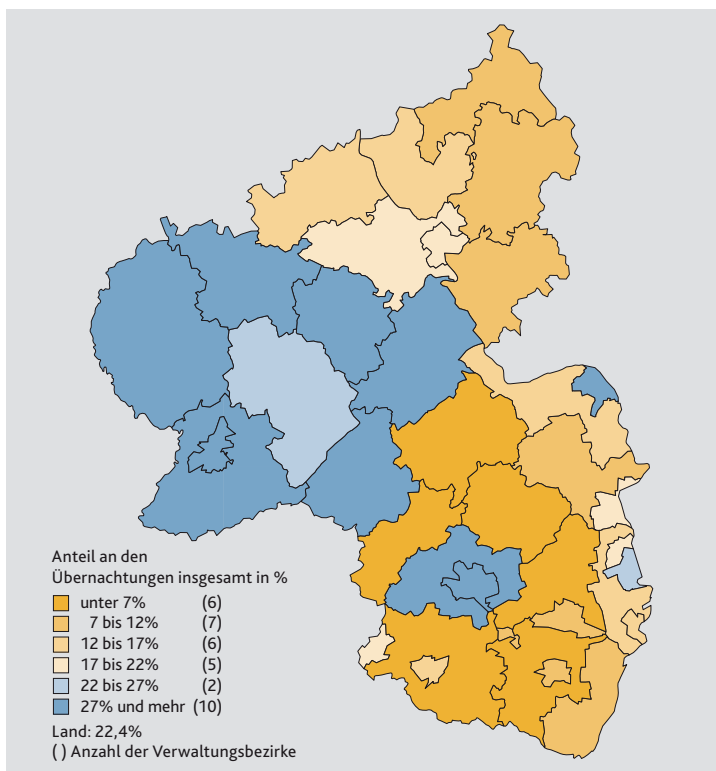 Anteil an den
Übernachtungen insgesamt in %
unter 7% (6)
7 bis 12% (7)
12 bis 17% (6)
17 bis 22% (5)
22 bis 27% (2)
27% und mehr (10)
Land: 22,4%
( ) Anzahl der Verwaltungsbezirke